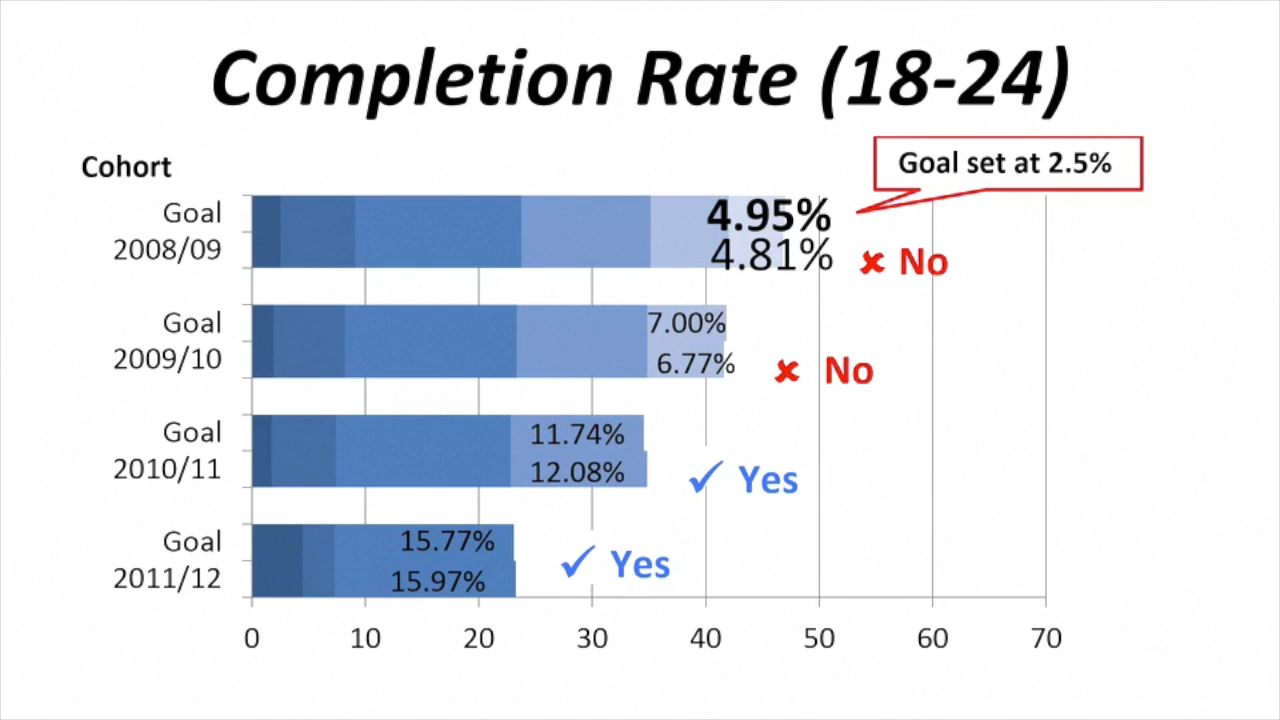 Completion Rate (18-24)
Cohort
Goal set at 2.5%
Goal
4.95%
2008/09
4.81%
✘ No
Goal
7.00%
2009/10
6.77%
✘ No
Goal
11.74%
2010/11
12.08%
✓ Yes
Goal
15.77%
2011/12
15.97%
✓ Yes
0 10 20 30 40 50 60 70